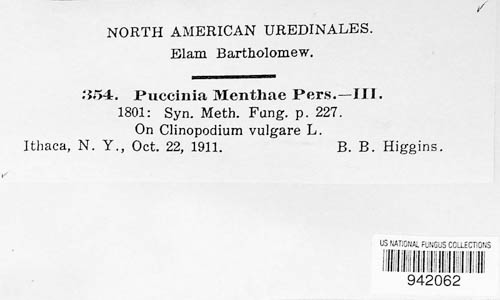 NORTH AMERICAN UREDINALES.
Elam Bartholomew.
354. Puccinia Menthae Pers.—III.
1801: Syn. Meth. Fung. p. 227.
On Clinopodium vulgare L.
Ithaca, N. Y., Oct. 22, 1911. B. B. Higgins.
US NATIONAL FUNGUS COLLECTIONS
942062